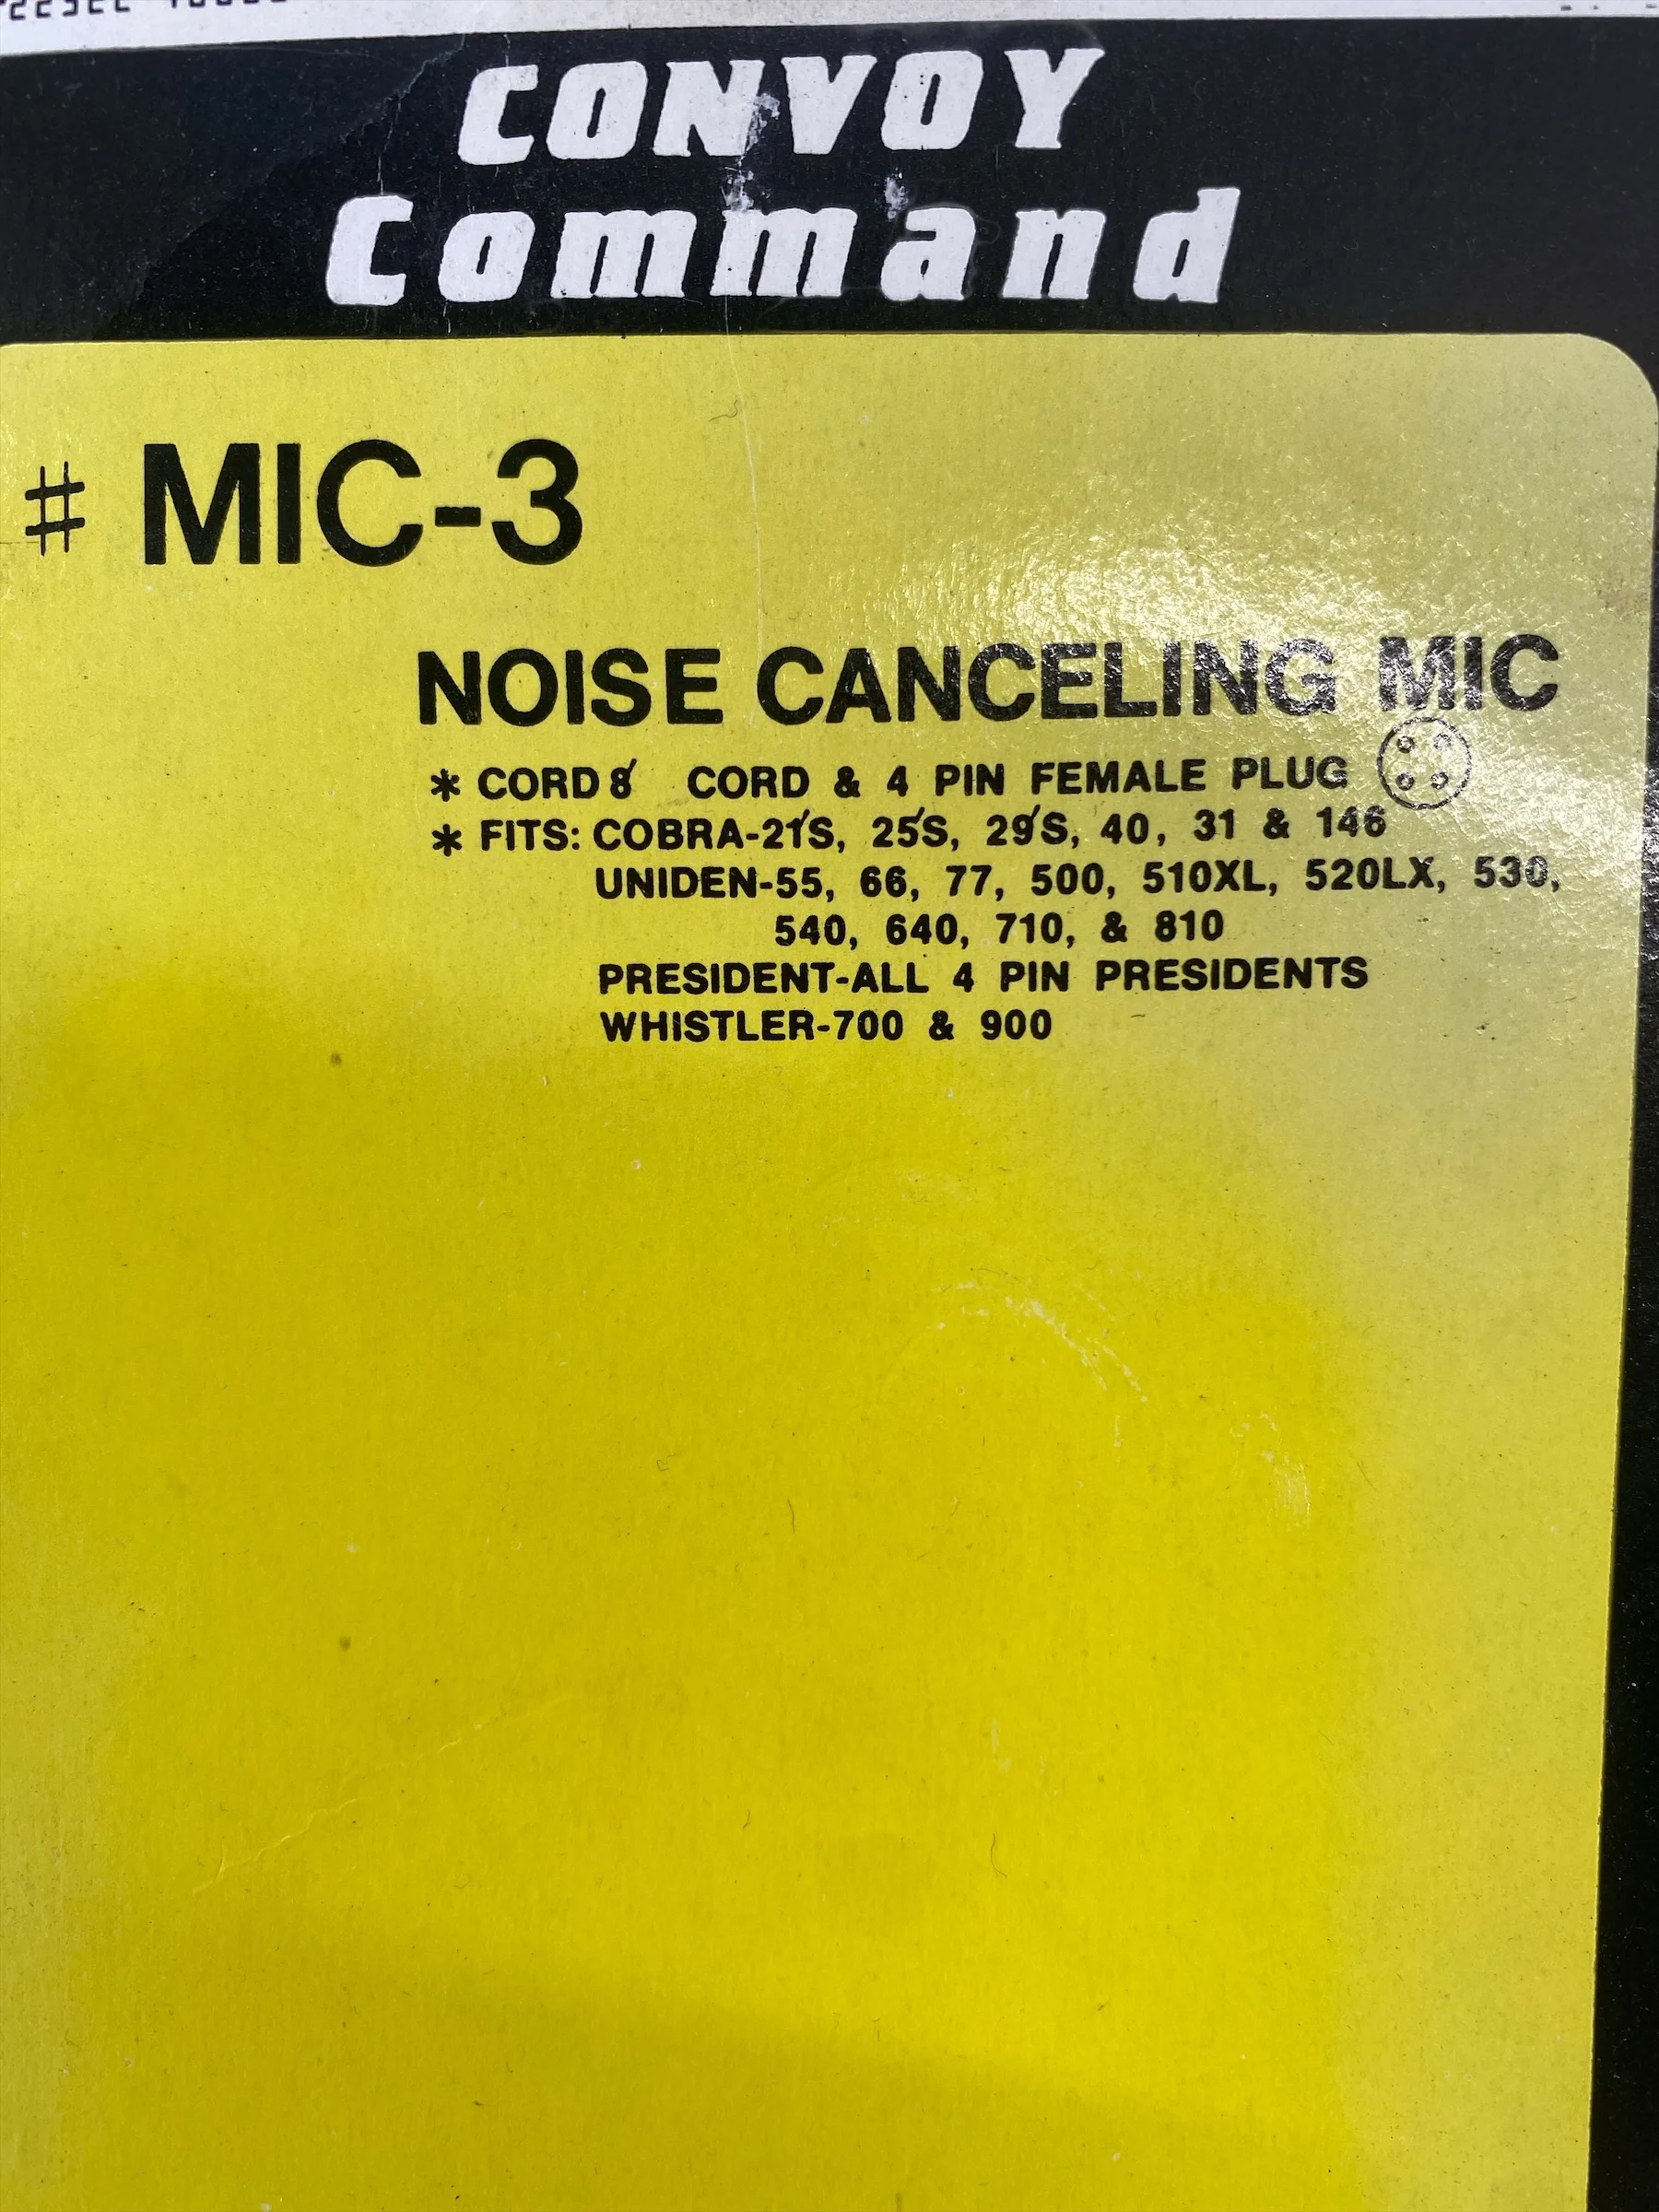 CONVOY
Command
# MIC-3
NOISE CANCELING MIC
* CORD 8' CORD & 4 PIN FEMALE PLUG
* FITS: COBRA-21'S, 25'S, 29'S, 40, 31 & 146
UNIDEN-55, 66, 77, 500, 510XL, 520LX, 530,
540, 640, 710, & 810
PRESIDENT-ALL 4 PIN PRESIDENTS
WHISTLER-700 & 900